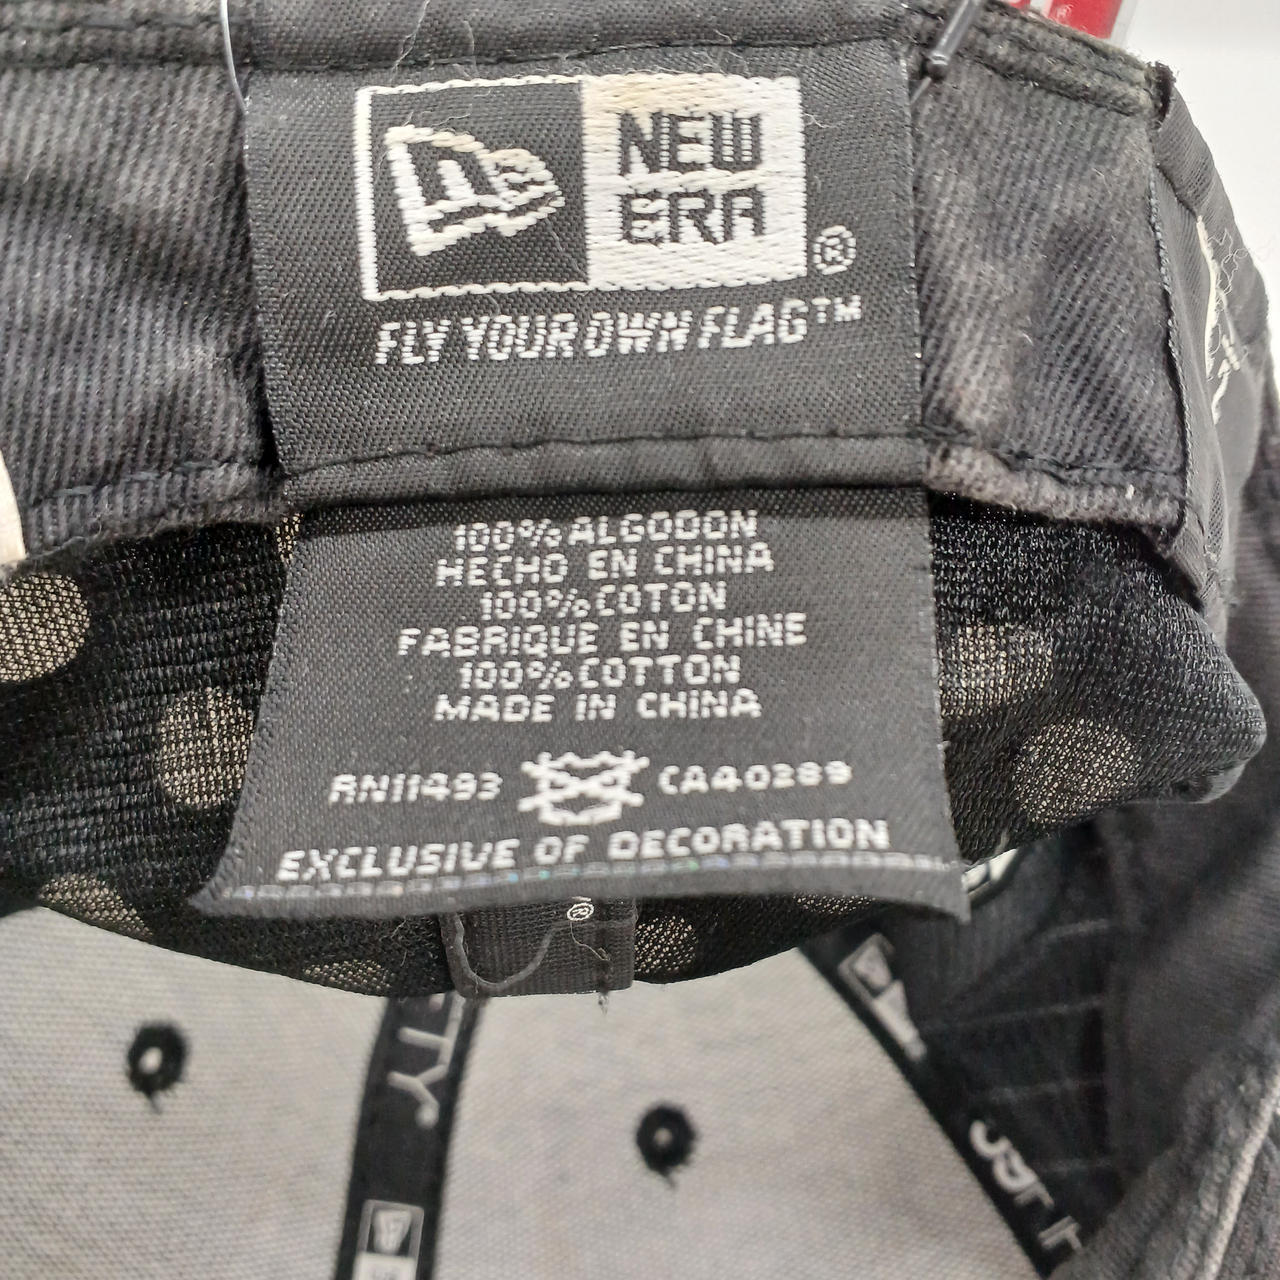 NEW
ERA
®
FLY YOUR OWN FLAG™
100% ALGODON
HECHO EN CHINA
100% COTON
FABRIQUE EN CHINE
100% COTTON
MADE IN CHINA
RN11493 CA40289
EXCLUSIVE OF DECORATION
®